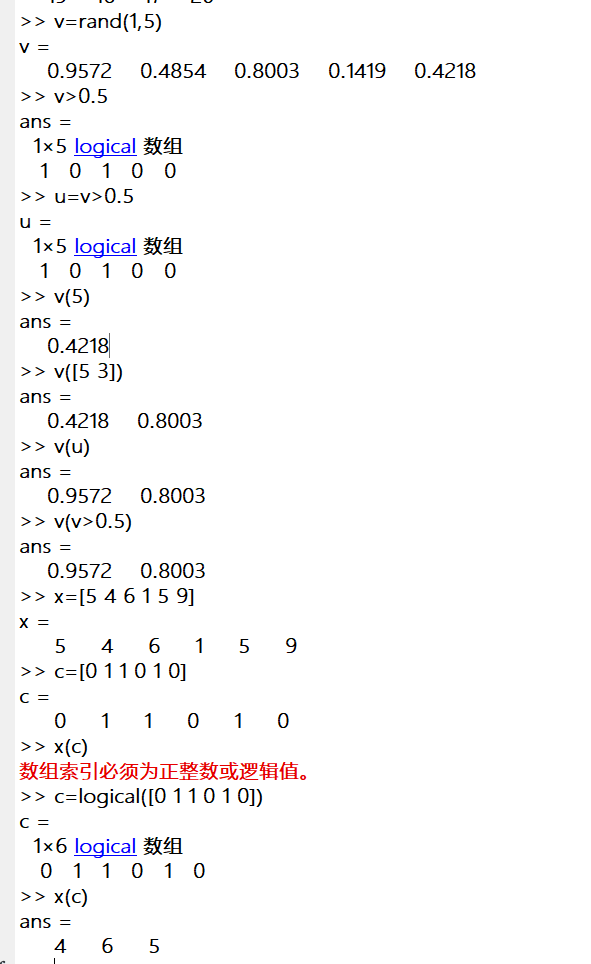 >> v=rand(1,5)
v =
0.9572 0.4854 0.8003 0.1419 0.4218
>> v>0.5
ans =
1×5 logical 数组
1 0 1 0 0
>> u=v>0.5
u =
1×5 logical 数组
1 0 1 0 0
>> v(5)
ans =
0.4218
>> v([5 3])
ans =
0.4218 0.8003
>> v(u)
ans =
0.9572 0.8003
>> v(v>0.5)
ans =
0.9572 0.8003
>> x=[5 4 6 1 5 9]
x =
5 4 6 1 5 9
>> c=[0 1 1 0 1 0]
c =
0 1 1 0 1 0
>> x(c)
数组索引必须为正整数或逻辑值。
>> c=logical([0 1 1 0 1 0])
c =
1×6 logical 数组
0 1 1 0 1 0
>> x(c)
ans =
4 6 5